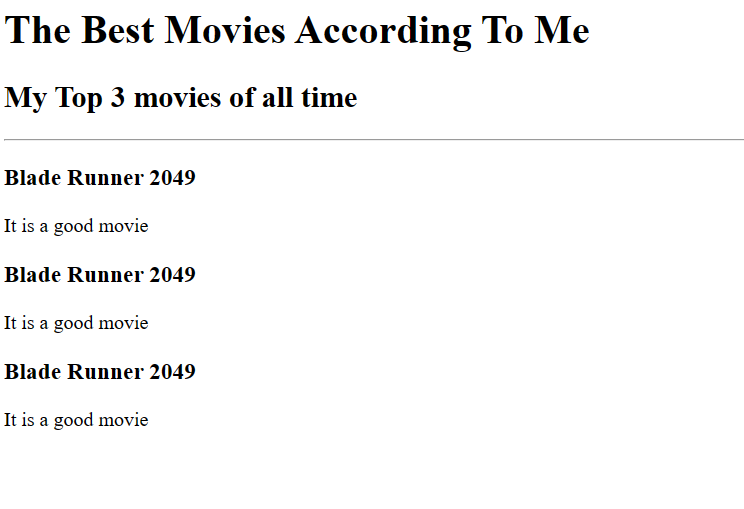 The Best Movies According To Me
My Top 3 movies of all time
Blade Runner 2049
It is a good movie
Blade Runner 2049
It is a good movie
Blade Runner 2049
It is a good movie